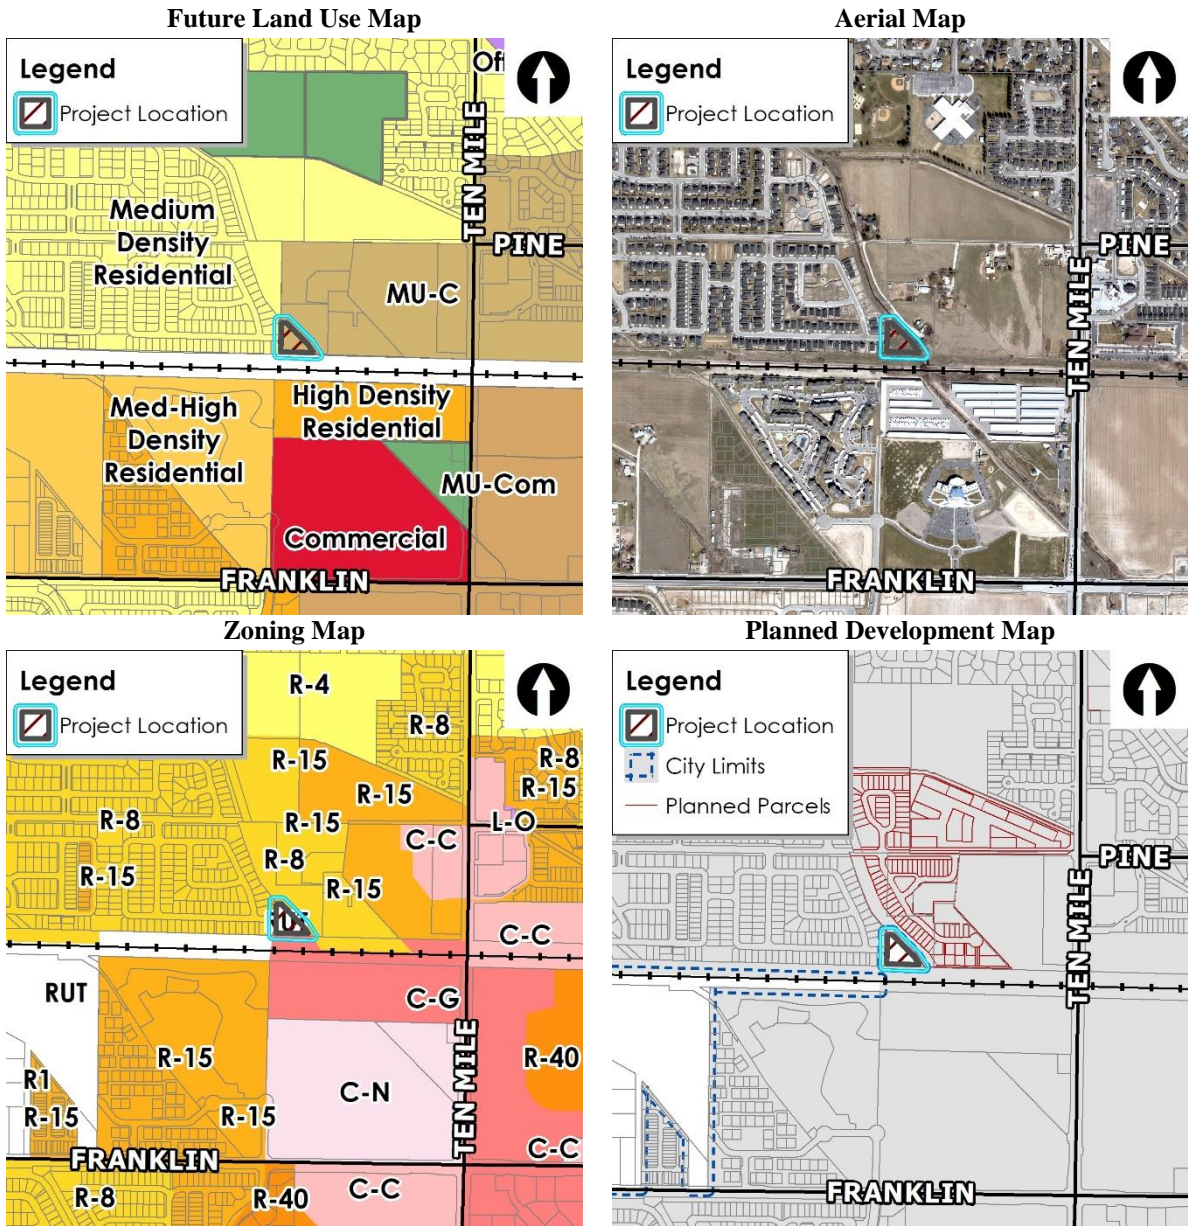 Future Land Use Map
Legend
Project Location
Off
TEN MILE
PINE
Medium
Density
Residential
MU-C
High Density
Residential
Med-High
Density
Residential
MU-Com
Commercial
FRANKLIN
Aerial Map
Legend
Project Location
PINE
TEN MILE
FRANKLIN
Zoning Map
Legend
Project Location
R-4
R-8
R-15
R-15
R-8
R-15
R-15
L-O
R-8
C-C
R-8
R-15
R-15
C-C
RUT
C-G
R-15
R-40
C-N
R1
R-15
R-15
TEN MILE
C-C
FRANKLIN
R-8
R-40
C-C
Planned Development Map
Legend
Project Location
City Limits
Planned Parcels
PINE
TEN MILE
FRANKLIN